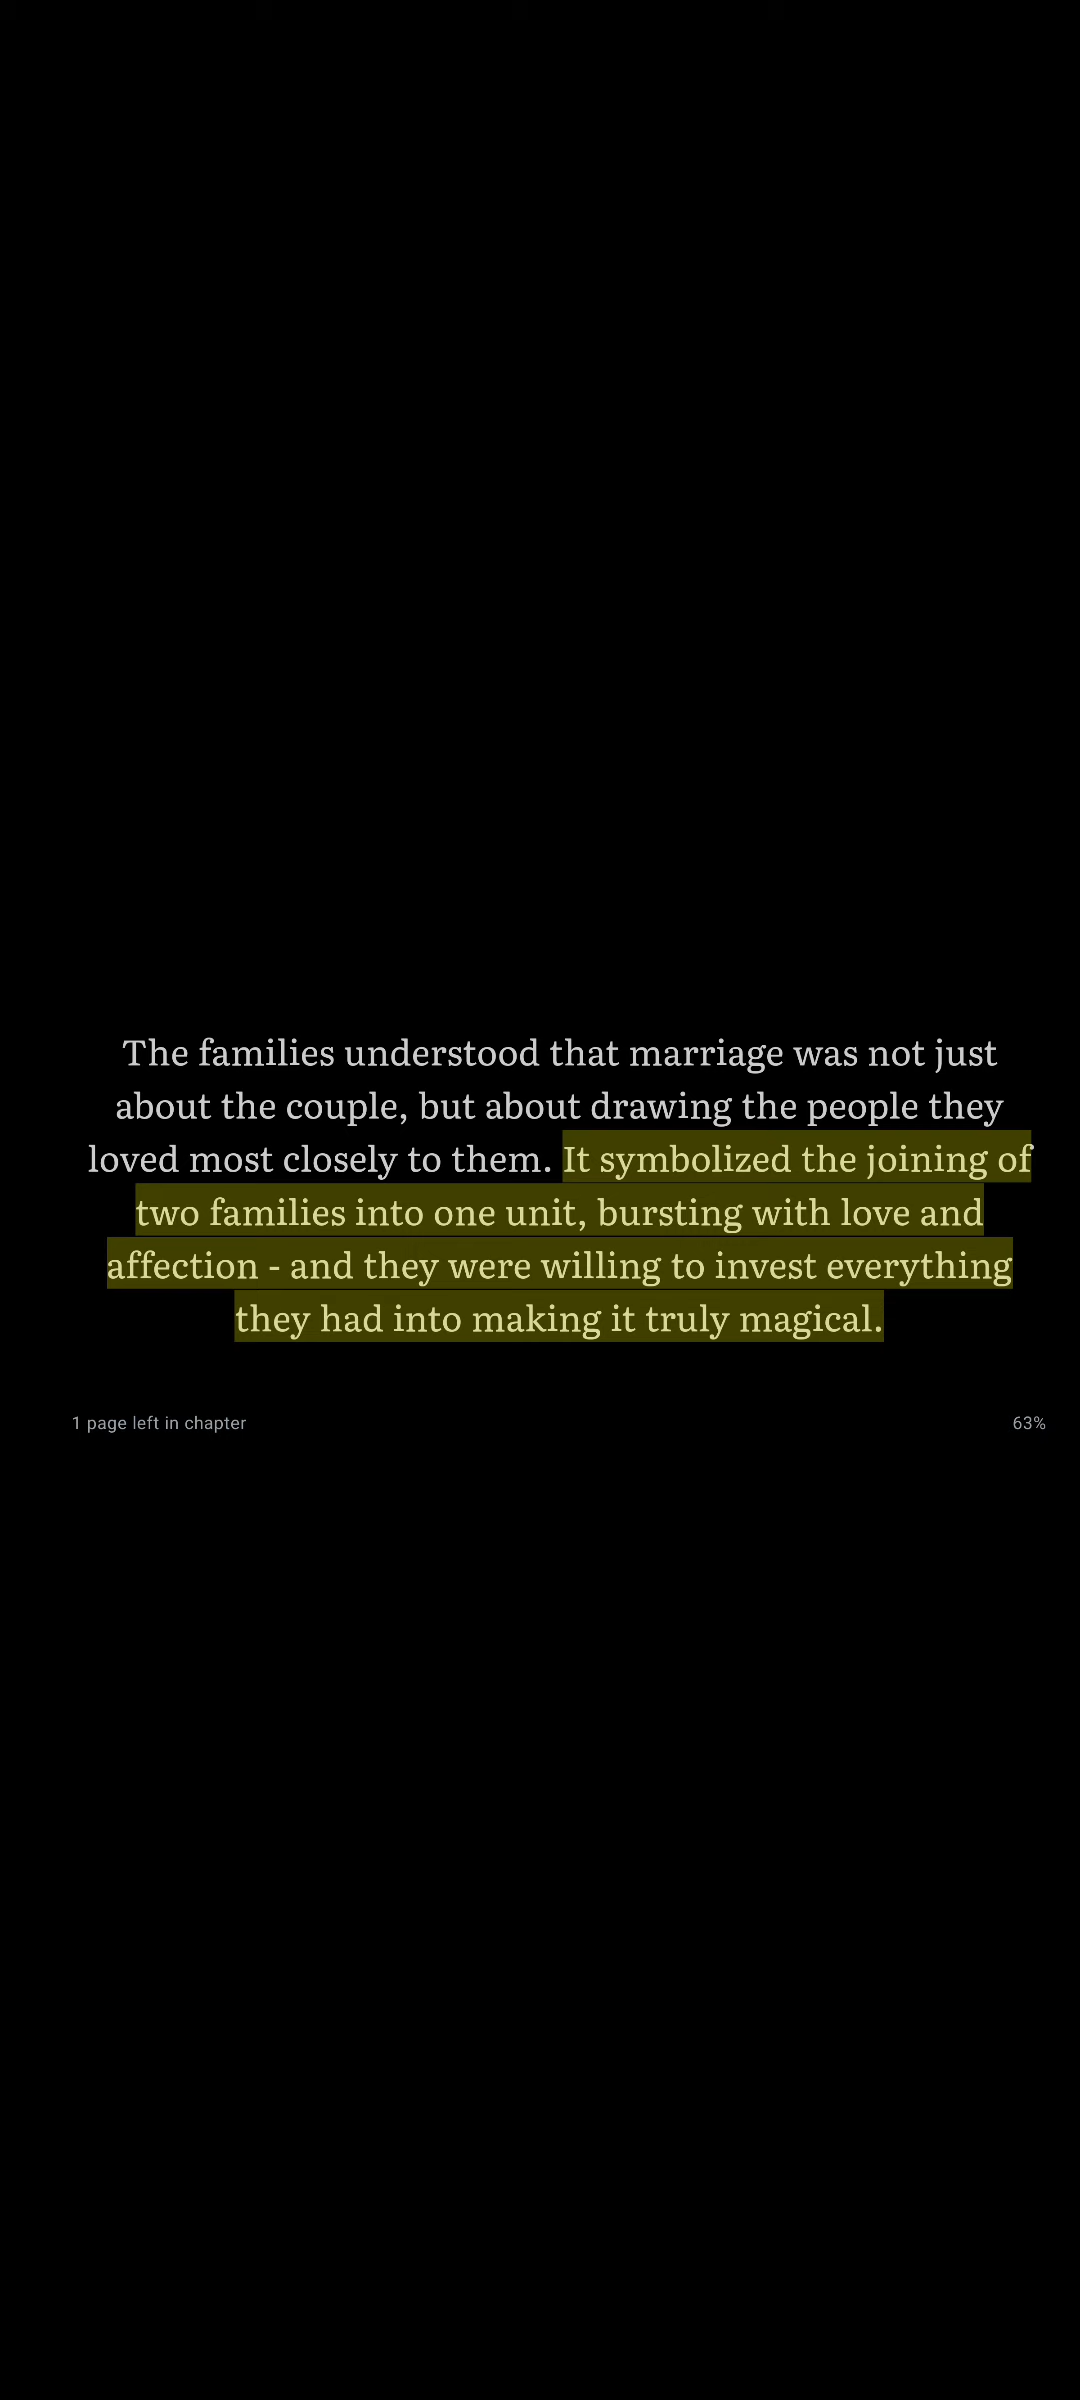 The families understood that marriage was not just
about the couple, but about drawing the people they
loved most closely to them. It symbolized the joining of
two families into one unit, bursting with love and
affection - and they were willing to invest everything
they had into making it truly magical.
1 page left in chapter
63%